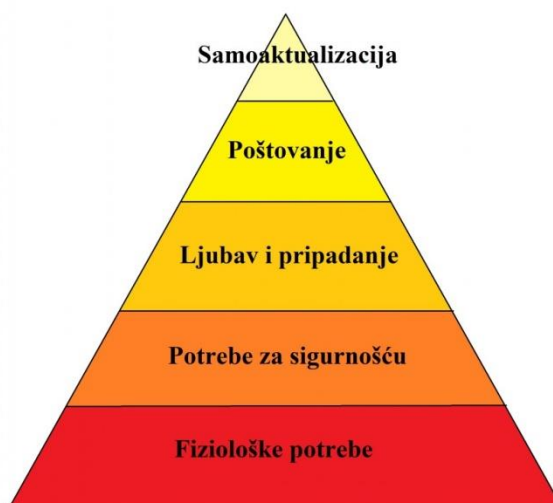 Samoaktualizacija
Poštovanje
Ljubav i pripadanje
Potrebe za sigurnošću
Fiziološke potrebe